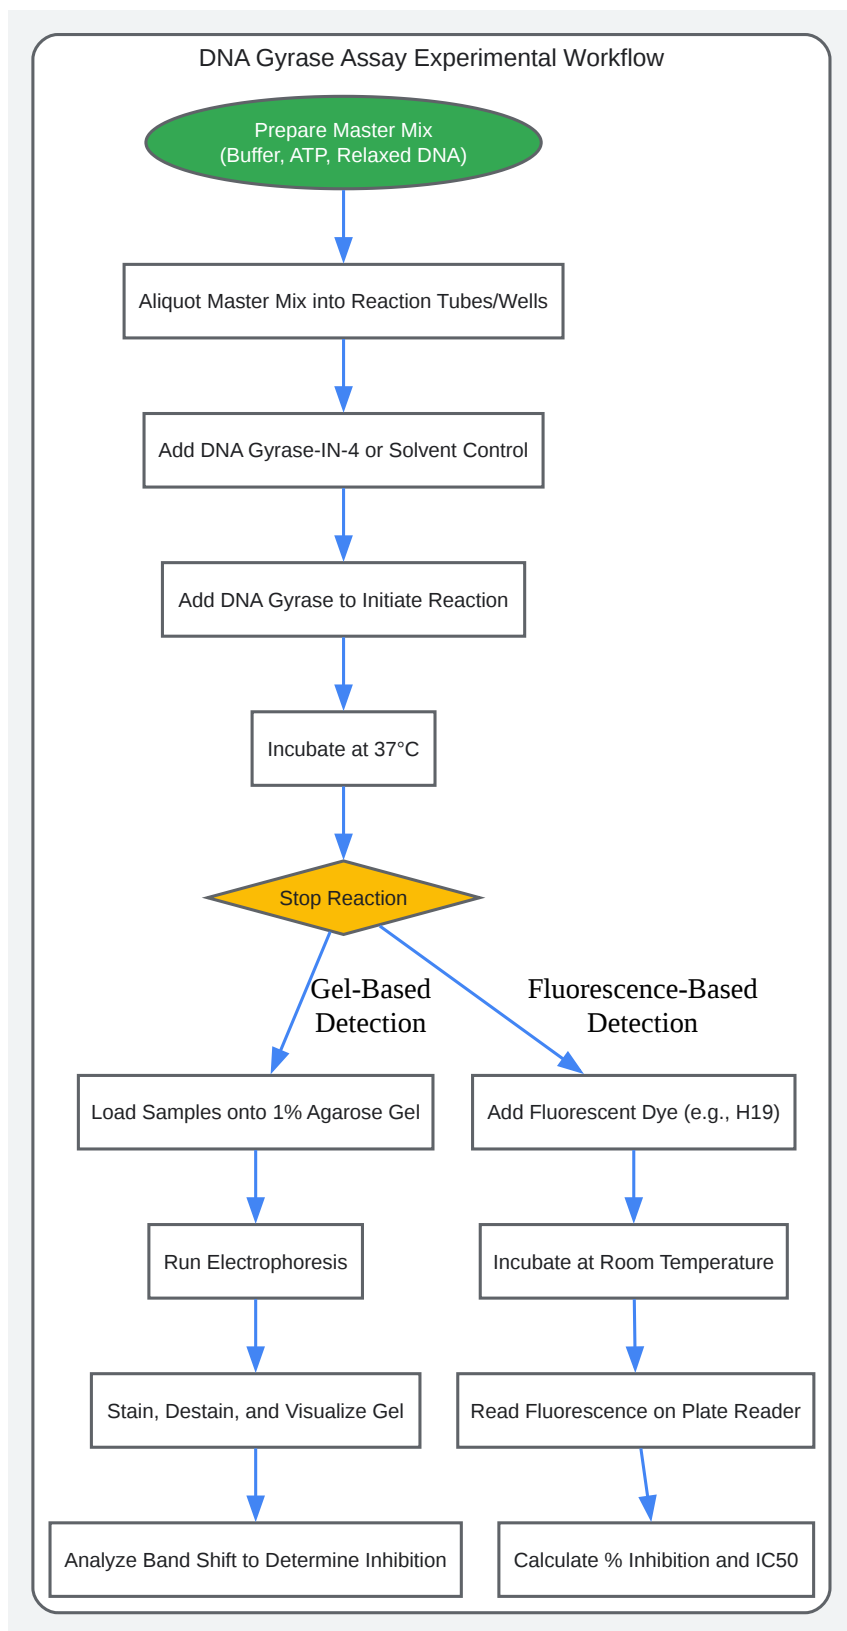 DNA Gyrase Assay Experimental Workflow
Prepare Master Mix
(Buffer, ATP, Relaxed DNA)
Aliquot Master Mix into Reaction Tubes/Wells
Add DNA Gyrase-IN-4 or Solvent Control
Add DNA Gyrase to Initiate Reaction
Incubate at 37°C
Stop Reaction
Gel-Based
Detection
Fluorescence-Based
Detection
Load Samples onto 1% Agarose Gel
Add Fluorescent Dye (e.g., H19)
Run Electrophoresis
Incubate at Room Temperature
Stain, Destain, and Visualize Gel
Read Fluorescence on Plate Reader
Analyze Band Shift to Determine Inhibition
Calculate % Inhibition and IC50